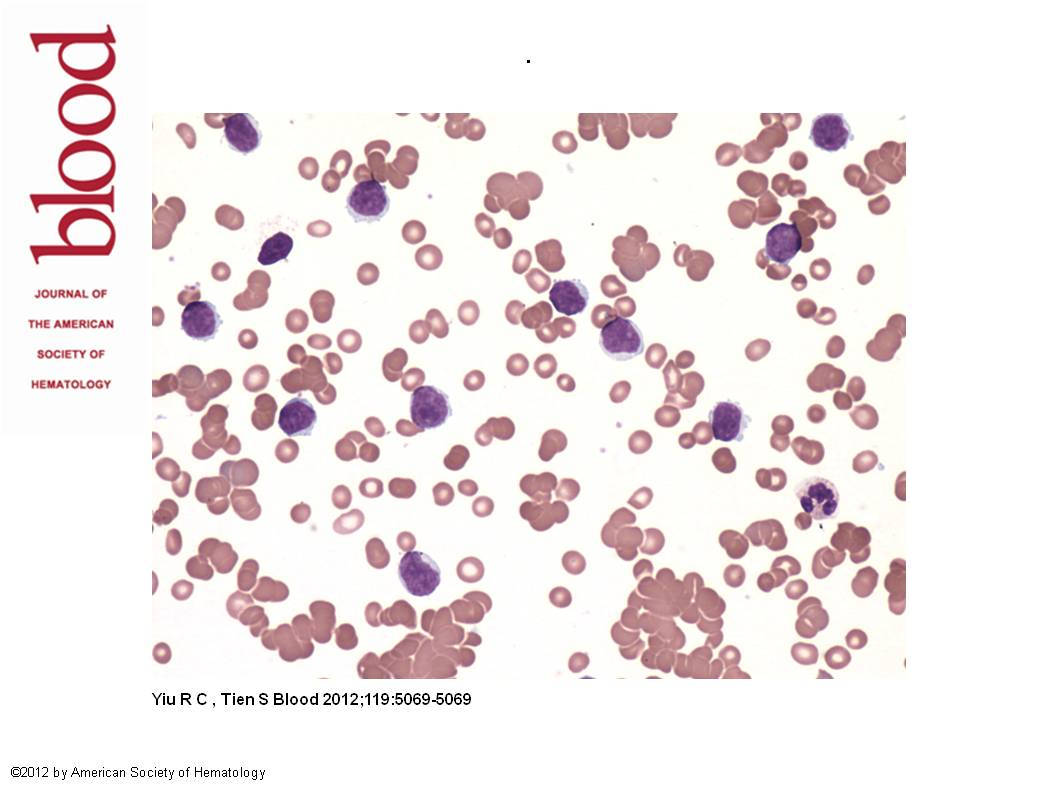 blood
JOURNAL OF
THE AMERICAN
SOCIETY OF
HEMATOLOGY
.
Yiu R C , Tien S Blood 2012;119:5069-5069
©2012 by American Society of Hematology